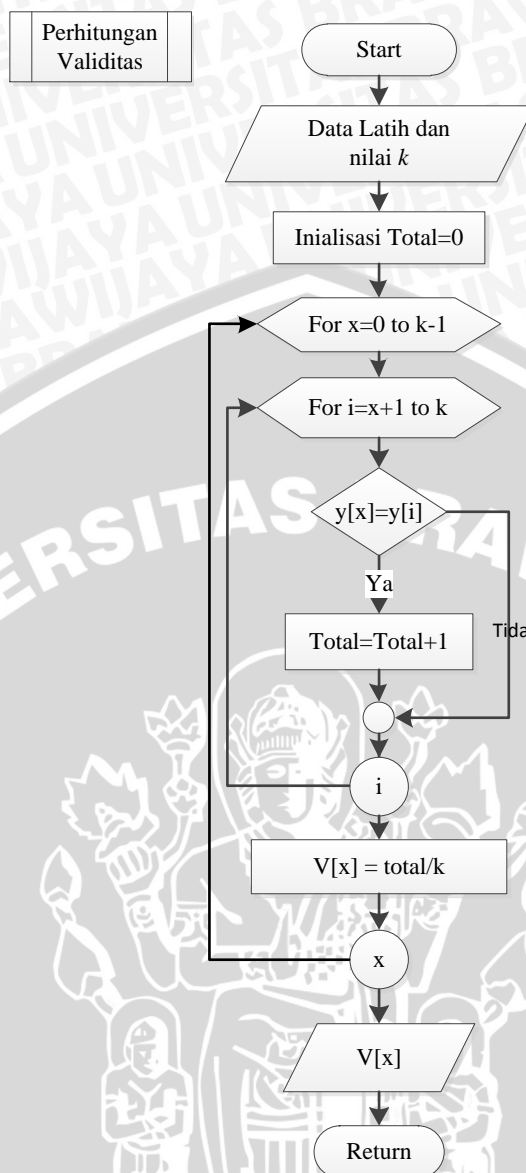 Perhitungan
Validitas
Start
Data Latih dan
nilai k
Inialisasi Total=0
For x=0 to k-1
For i=x+1 to k
y[x]=y[i]
Ya
Total=Total+1
Tida
i
V[x] = total/k
x
V[x]
Return